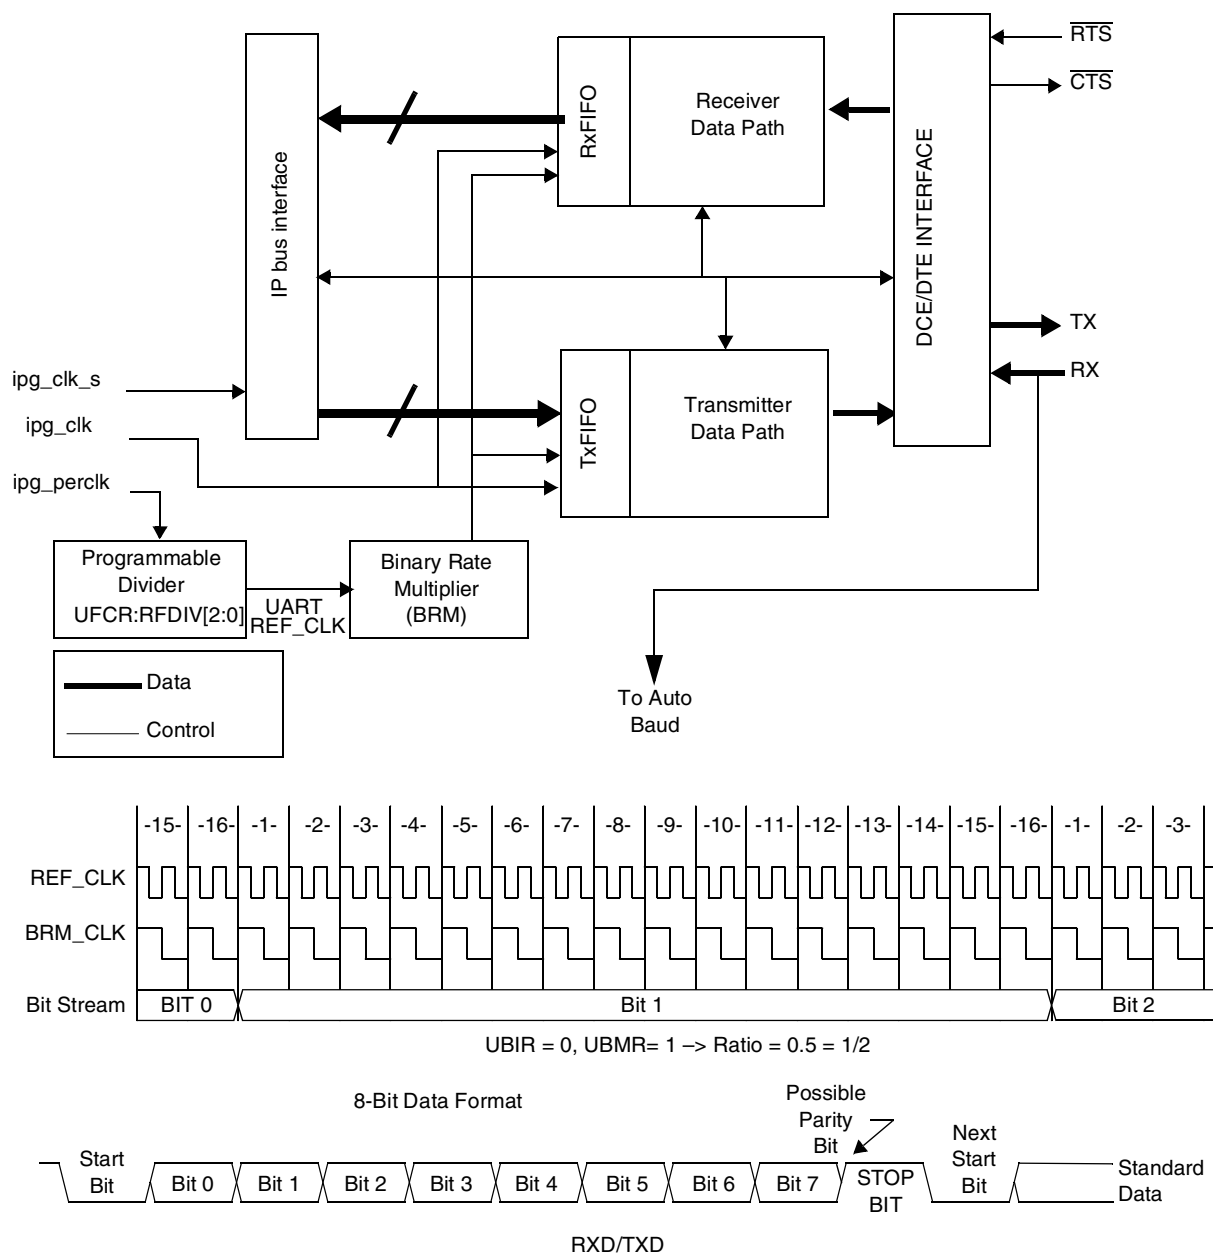 RTS
CTS
RxFIFO
Receiver
Data Path
IP bus interface
DCE/DTE INTERFACE
TX
RX
ipg_clk_s
ipg_clk
ipg_perclk
TxFIFO
Transmitter
Data Path
Programmable
Divider
UFCR:RFDIV[2:0]
UART
REF_CLK
Binary Rate
Multiplier
(BRM)
Data
Control
To Auto
Baud
-15- -16- -1- -2- -3- -4- -5- -6- -7- -8- -9- -10- -11- -12- -13- -14- -15- -16- -1- -2- -3-
REF_CLK
BRM_CLK
Bit Stream BIT 0 Bit 1 Bit 2
UBIR = 0, UBMR= 1 –> Ratio = 0.5 = 1/2
8-Bit Data Format
Possible
Parity
Bit
Start
Bit
Bit 0 Bit 1 Bit 2 Bit 3 Bit 4 Bit 5 Bit 6 Bit 7
STOP
BIT
Next
Start
Bit
Standard
Data
RXD/TXD